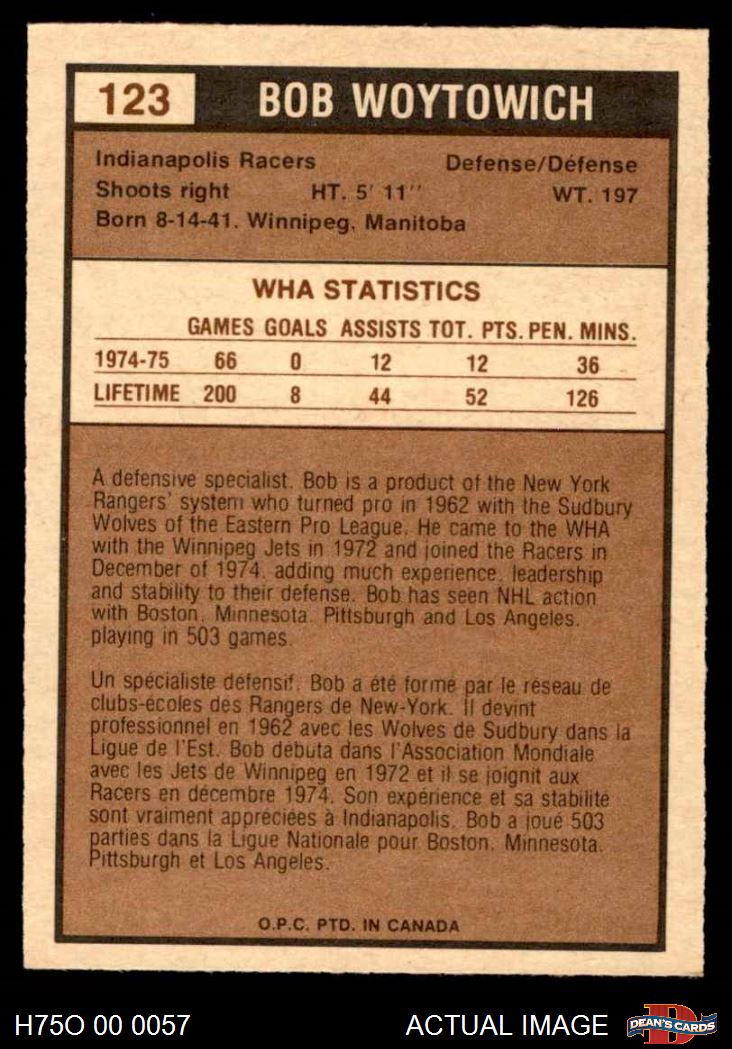 123 BOB WOYTOWICH
Indianapolis Racers Defense/Défense
Shoots right HT. 5' 11'' WT. 197
Born 8-14-41. Winnipeg, Manitoba
WHA STATISTICS
GAMES GOALS ASSISTS TOT. PTS. PEN. MINS.
1974-75 66 0 12 12 36
LIFETIME 200 8 44 52 126
A defensive specialist. Bob is a product of the New York
Rangers' system who turned pro in 1962 with the Sudbury
Wolves of the Eastern Pro League. He came to the WHA
with the Winnipeg Jets in 1972 and joined the Racers in
December of 1974. adding much experience, leadership
and stability to their defense. Bob has seen NHL action
with Boston, Minnesota, Pittsburgh and Los Angeles,
playing in 503 games.
Un spécialiste défensif. Bob a été formé par le réseau de
clubs-écoles des Rangers de New-York. Il devint
professionnel en 1962 avec les Wolves de Sudbury dans la
Ligue de l'Est. Bob débuta dans l'Association Mondiale
avec les Jets de Winnipeg en 1972 et il se joignit aux
Racers en décembre 1974. Son expérience et sa stabilité
sont vraiment appréciées à Indianapolis. Bob a joué 503
parties dans la Ligue Nationale pour Boston, Minnesota.
Pittsburgh et Los Angeles.
O.P.C. PTD. IN CANADA
H75O 00 0057 ACTUAL IMAGE DEAN'S CARDS